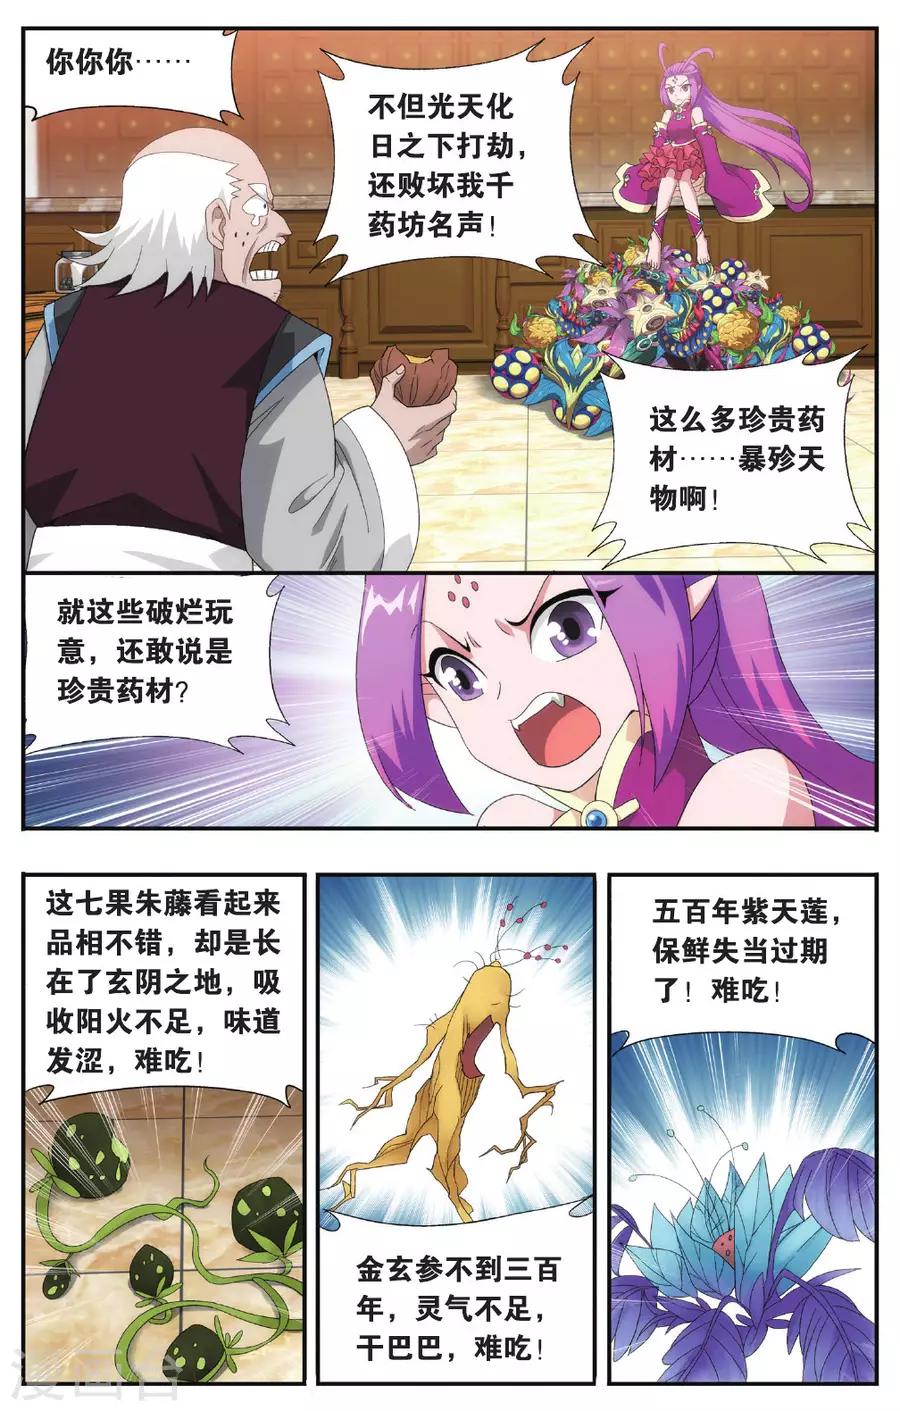 你你你……
不但光天化
日之下打劫，
还败坏我千
药坊名声！
这么多珍贵药
材……暴殄天
物啊！
就这些破烂玩
意，还敢说是
珍贵药材？
这七果朱藤看起来
品相不错，却是长
在了玄阴之地，吸
收阳火不足，味道
发涩，难吃！
金玄参不到三百
年，灵气不足，
干巴巴，难吃！
五百年紫天莲，
保鲜失当过期
了！难吃！
漫画台